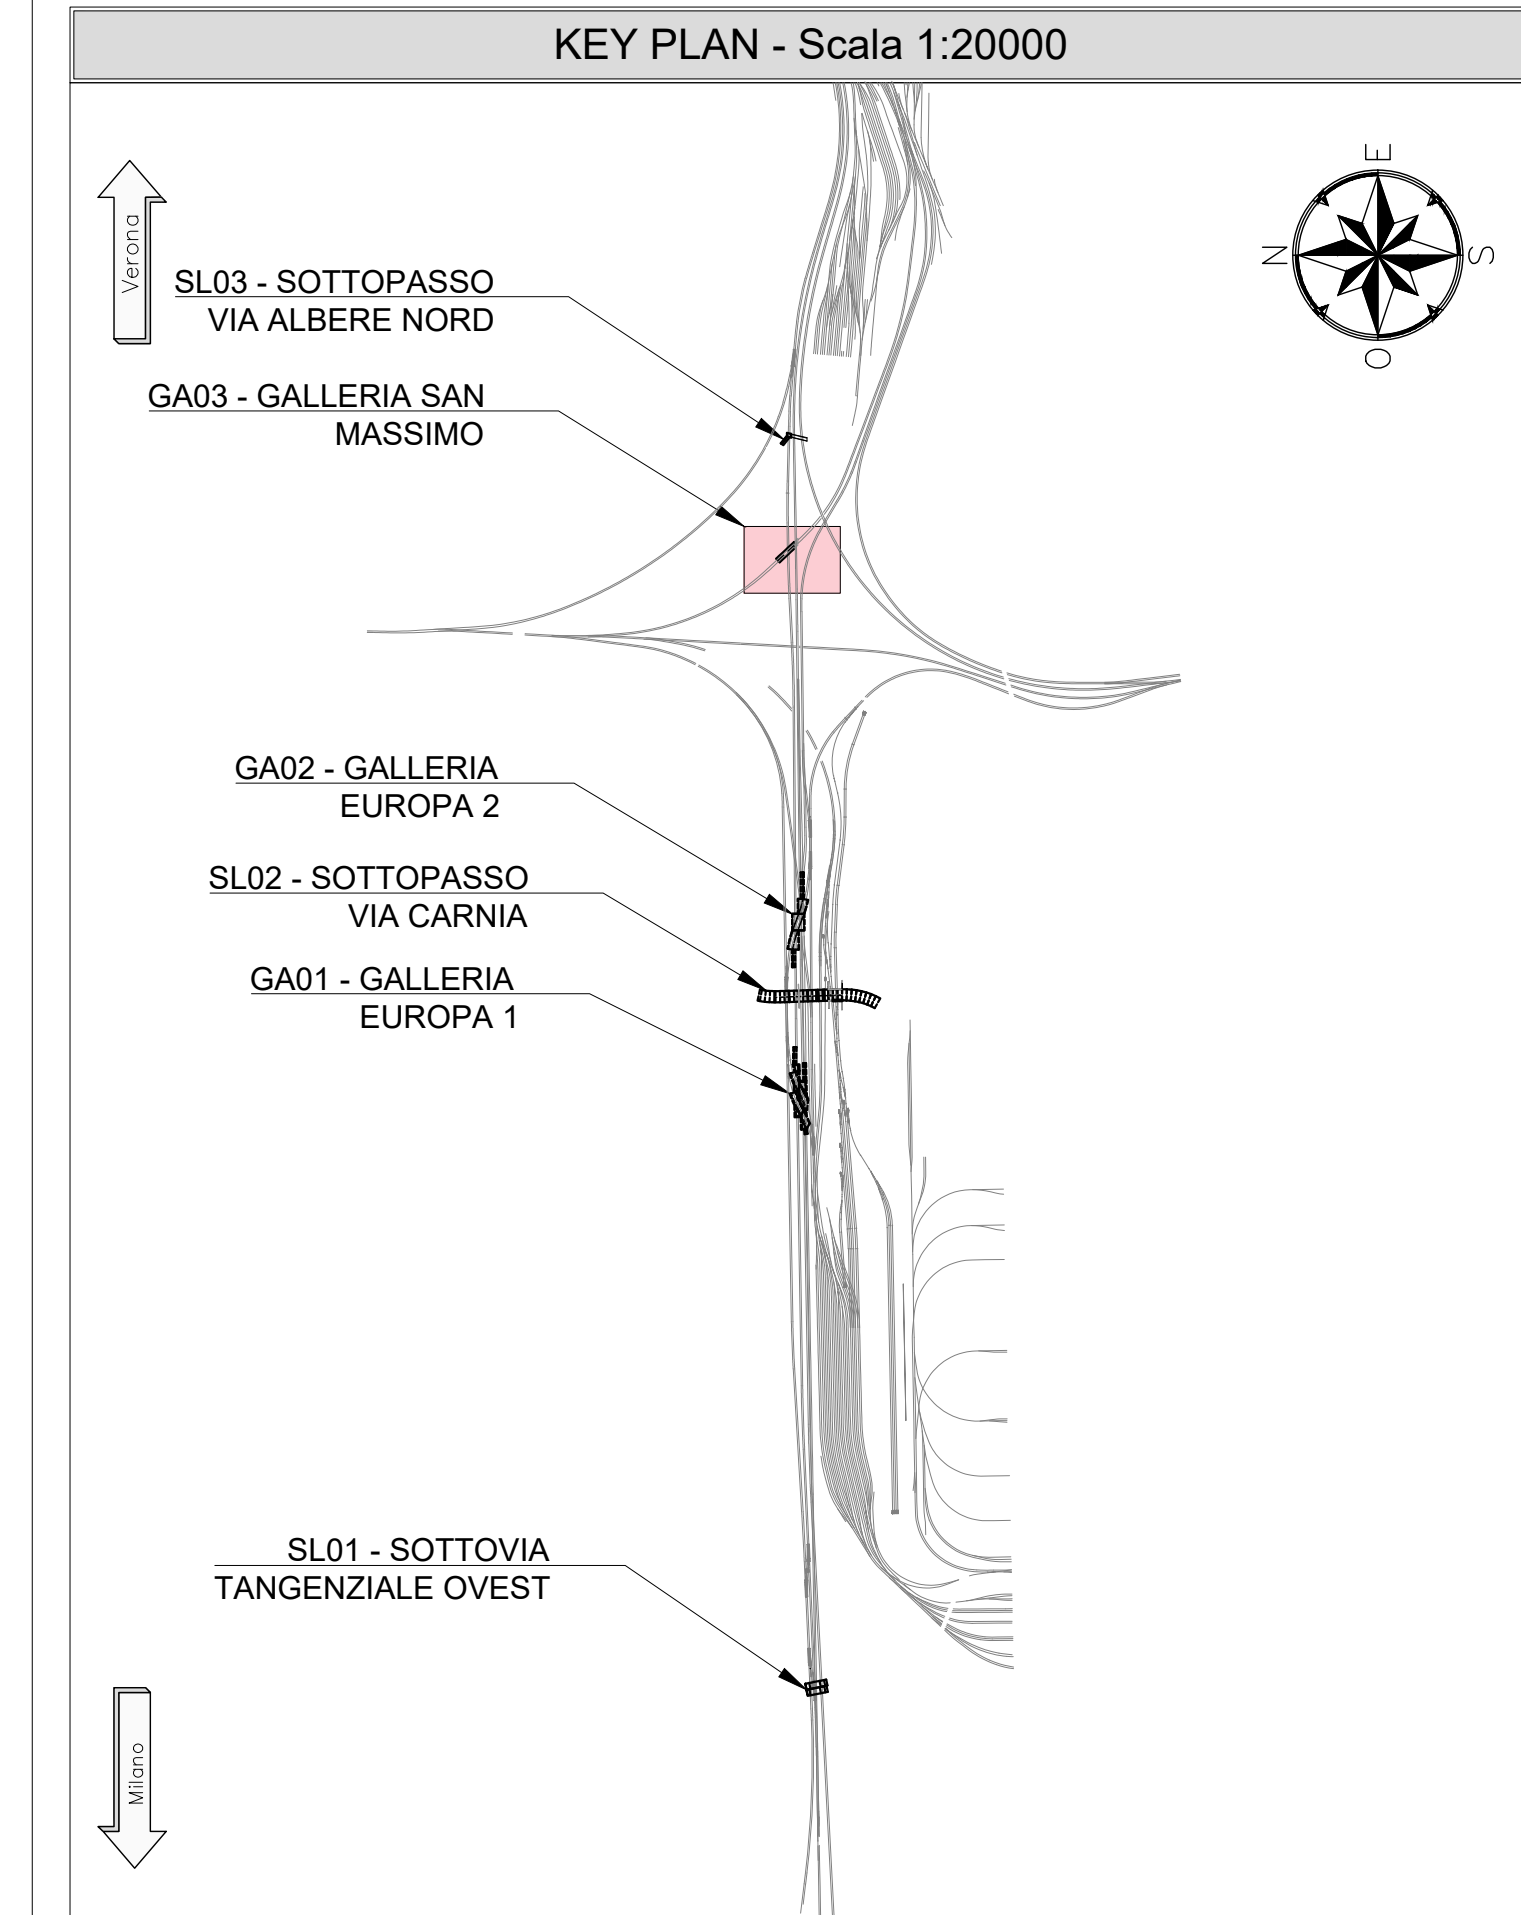 KEY PLAN - Scala 1:20000
E
N
S
O
Verona
SL03 - SOTTOPASSO
VIA ALBERE NORD
GA03 - GALLERIA SAN
MASSIMO
GA02 - GALLERIA
EUROPA 2
SL02 - SOTTOPASSO
VIA CARNIA
GA01 - GALLERIA
EUROPA 1
SL01 - SOTTOVIA
TANGENZIALE OVEST
Milano